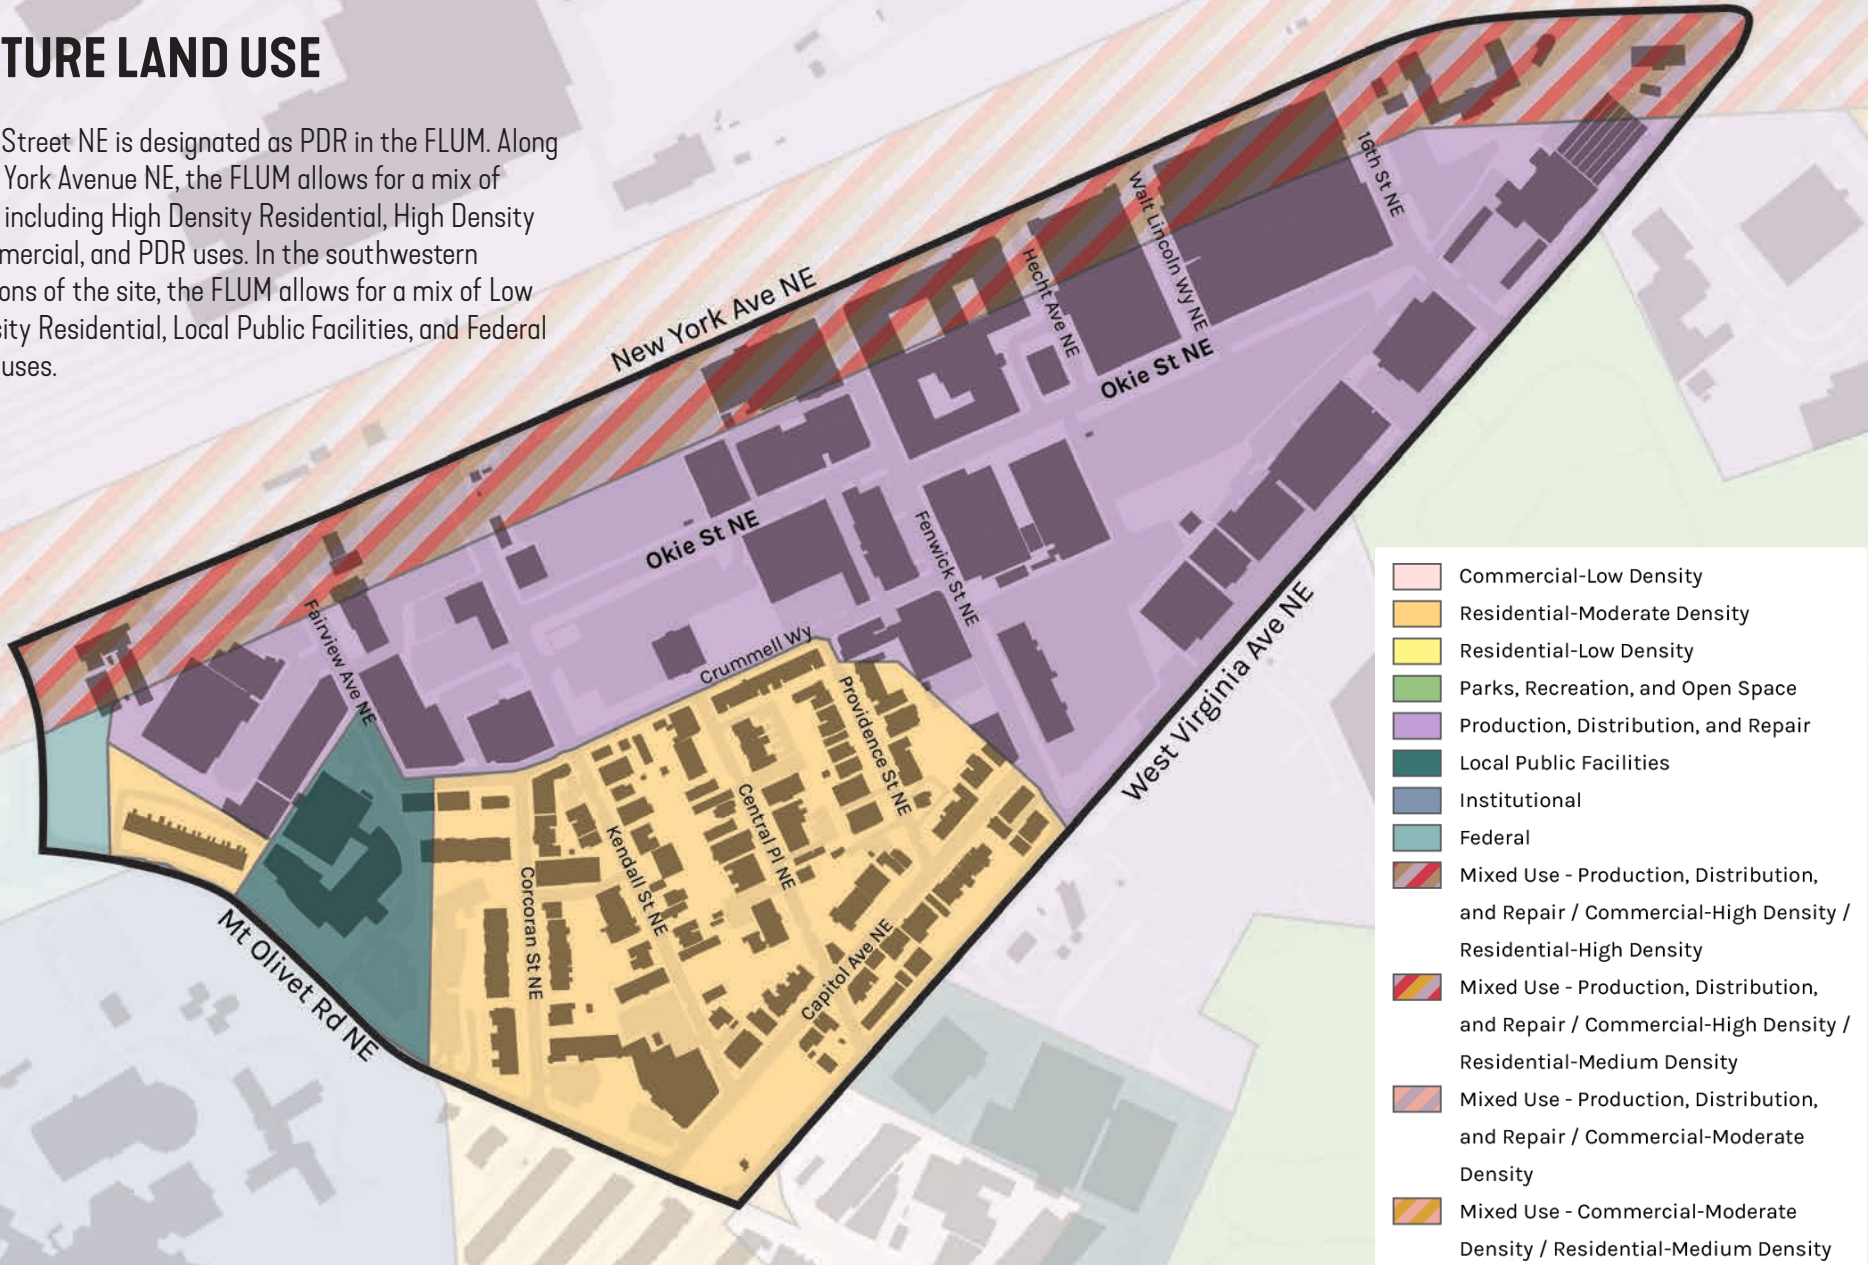 TURE LAND USE
Street NE is designated as PDR in the FLUM. Along
York Avenue NE, the FLUM allows for a mix of
including High Density Residential, High Density
mercial, and PDR uses. In the southwestern
ons of the site, the FLUM allows for a mix of Low
sity Residential, Local Public Facilities, and Federal
uses.
New York Ave NE
16th St NE
Walt Lincoln Wy NE
Hecht Ave NE
Okie St NE
Okie St NE
Fenwick St NE
Fairview Ave NE
Crummell Wy
Providence St NE
West Virginia Ave NE
Central Pl NE
Kendall St NE
Corcoran St NE
Capitol Ave NE
Mt Olivet Rd NE
Commercial-Low Density
Residential-Moderate Density
Residential-Low Density
Parks, Recreation, and Open Space
Production, Distribution, and Repair
Local Public Facilities
Institutional
Federal
Mixed Use - Production, Distribution,
and Repair / Commercial-High Density /
Residential-High Density
Mixed Use - Production, Distribution,
and Repair / Commercial-High Density /
Residential-Medium Density
Mixed Use - Production, Distribution,
and Repair / Commercial-Moderate
Density
Mixed Use - Commercial-Moderate
Density / Residential-Medium Density